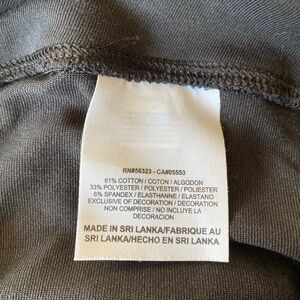 RN#56323 - CA#05553
61% COTTON / COTON / ALGODON
33% POLYESTER / POLYESTER / POLIESTER
6% SPANDEX / ELASTHANNE / ELASTANO
EXCLUSIVE OF DECORATION / DECORATION
NON COMPRISE / NO INCLUYE LA
DECORACION
MADE IN SRI LANKA/FABRIQUE AU
SRI LANKA/HECHO EN SRI LANKA